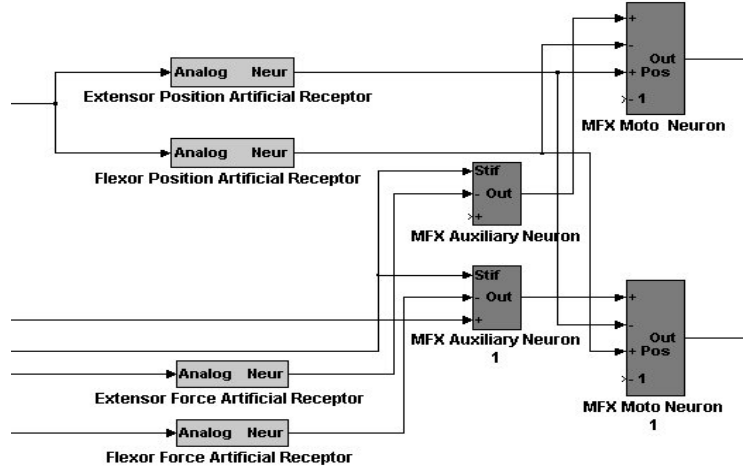 Analog Neur
Extensor Position Artificial Receptor
Analog Neur
Flexor Position Artificial Receptor
+
-
+ Pos
Out
- 1
MFX Moto Neuron
Stif
- Out
+
MFX Auxiliary Neuron
Stif
- Out
+
MFX Auxiliary Neuron
1
+
-
Out
+ Pos
- 1
MFX Moto Neuron
1
Analog Neur
Extensor Force Artificial Receptor
Analog Neur
Flexor Force Artificial Receptor